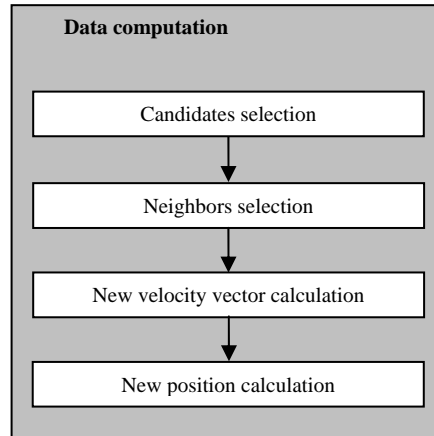 Data computation
Candidates selection
Neighbors selection
New velocity vector calculation
New position calculation